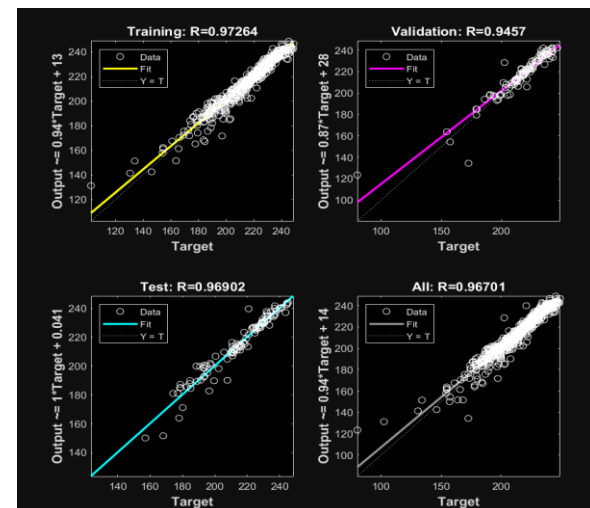 Training: R=0.97264
Output ~= 0.94*Target + 13
Data
Fit
Y = T
240
220
200
180
160
140
120
120 140 160 180 200 220 240
Target
Validation: R=0.9457
Output ~= 0.87*Target + 28
Data
Fit
Y = T
240
220
200
180
160
140
120
100
100 150 200
Target
Test: R=0.96902
Output ~= 1*Target + 0.041
Data
Fit
Y = T
240
220
200
180
160
140
140 160 180 200 220 240
Target
All: R=0.96701
Output ~= 0.94*Target + 14
Data
Fit
Y = T
240
220
200
180
160
140
120
100
100 150 200
Target